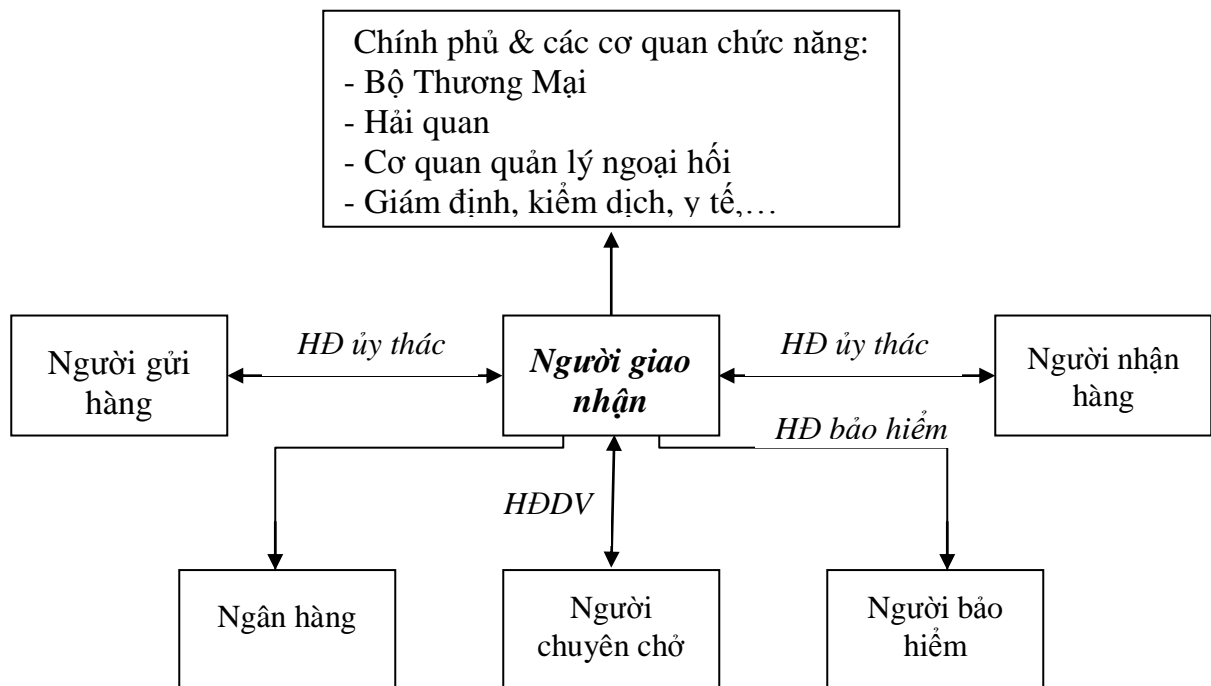 Chính phủ & các cơ quan chức năng:
- Bộ Thương Mại
- Hải quan
- Cơ quan quản lý ngoại hối
- Giám định, kiểm dịch, y tế,…
Người gửi
hàng
HĐ ủy thác
Người giao
nhận
HĐ ủy thác
Người nhận
hàng
HĐ bảo hiểm
HĐDV
Ngân hàng
Người
chuyên chở
Người bảo
hiểm